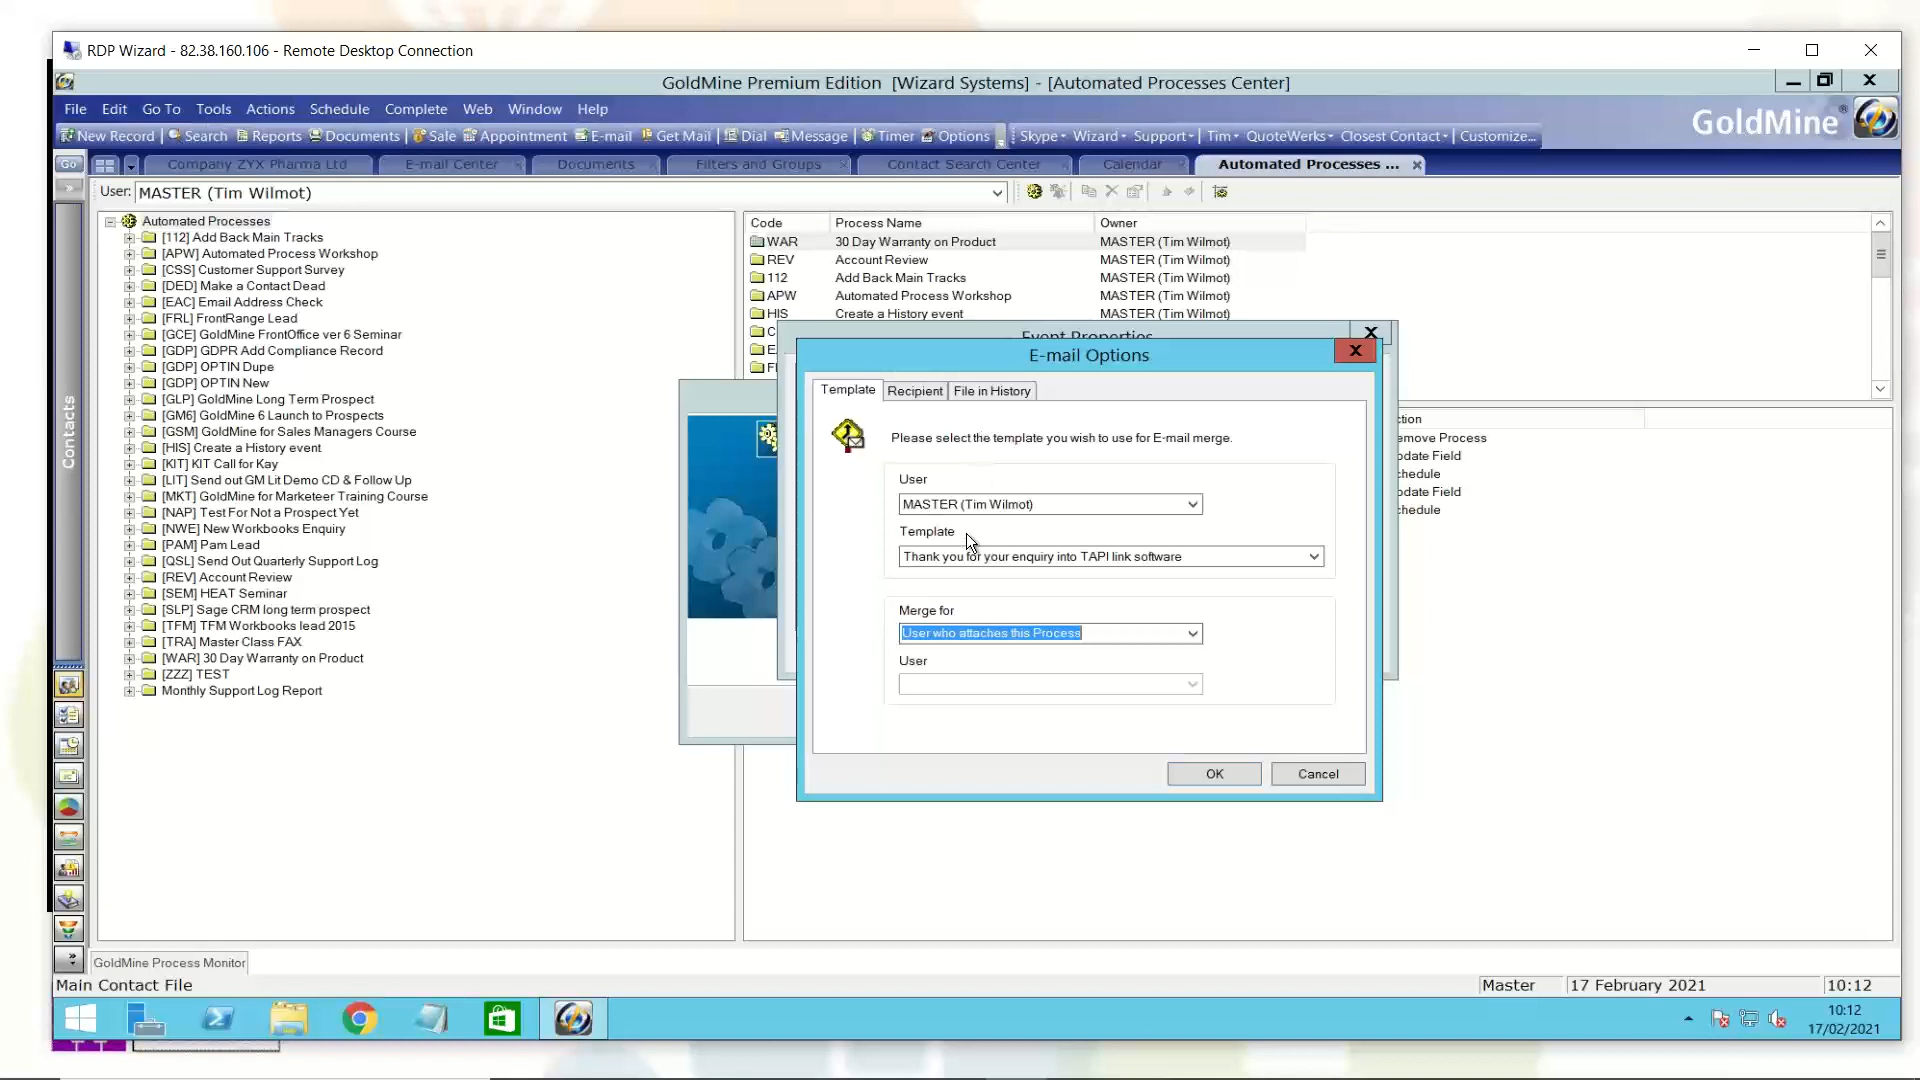 RDP Wizard - 82.38.160.106 - Remote Desktop Connection
GoldMine Premium Edition [Wizard Systems] - [Automated Processes Center]
File Edit Go To Tools Actions Schedule Complete Web Window Help
GoldMine
New Record Search Reports Documents Sale Appointment E-mail Get Mail Dial Message Timer Options Skype Wizard Support Tim QuoteWerks Closest Contact Customize...
Go Company ZYX Pharma Ltd E-mail Center Documents Filters and Groups Contact Search Center Calendar Automated Processes ...
User: MASTER (Tim Wilmot)
Contacts
Automated Processes
[112] Add Back Main Tracks
[APW] Automated Process Workshop
[CSS] Customer Support Survey
[DED] Make a Contact Dead
[EAC] Email Address Check
[FRL] FrontRange Lead
[GCE] GoldMine FrontOffice ver 6 Seminar
[GDP] GDPR Add Compliance Record
[GDP] OPTIN Dupe
[GDP] OPTIN New
[GLP] GoldMine Long Term Prospect
[GM6] GoldMine 6 Launch to Prospects
[GSM] GoldMine for Sales Managers Course
[HIS] Create a History event
[KIT] KIT Call for Kay
[LIT] Send out GM Lit Demo CD & Follow Up
[MKT] GoldMine for Marketeer Training Course
[NAP] Test For Not a Prospect Yet
[NWE] New Workbooks Enquiry
[PAM] Pam Lead
[QSL] Send Out Quarterly Support Log
[REV] Account Review
[SEM] HEAT Seminar
[SLP] Sage CRM long term prospect
[TFM] TFM Workbooks lead 2015
[TRA] Master Class FAX
[WAR] 30 Day Warranty on Product
[ZZZ] TEST
Monthly Support Log Report
Code Process Name Owner
WAR 30 Day Warranty on Product MASTER (Tim Wilmot)
REV Account Review MASTER (Tim Wilmot)
112 Add Back Main Tracks MASTER (Tim Wilmot)
APW Automated Process Workshop MASTER (Tim Wilmot)
HIS Create a History event MASTER (Tim Wilmot)
Event Properties
E-mail Options
Template Recipient File in History
Please select the template you wish to use for E-mail merge.
User
MASTER (Tim Wilmot)
Template
Thank you for your enquiry into TAPI link software
Merge for
User who attaches this Process
User
OK Cancel
ction
emove Process
pdate Field
chedule
pdate Field
chedule
GoldMine Process Monitor
Main Contact File Master 17 February 2021 10:12
10:12
17/02/2021